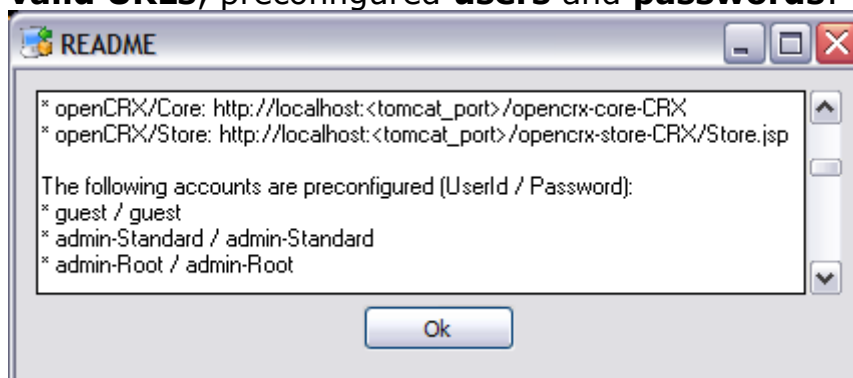 valid URLs, preconfigured users and passwords.
README
* openCRX/Core: http://localhost:<tomcat_port>/opencrx-core-CRX
* openCRX/Store: http://localhost:<tomcat_port>/opencrx-store-CRX/Store.jsp
The following accounts are preconfigured (UserId / Password):
* guest / guest
* admin-Standard / admin-Standard
* admin-Root / admin-Root
Ok